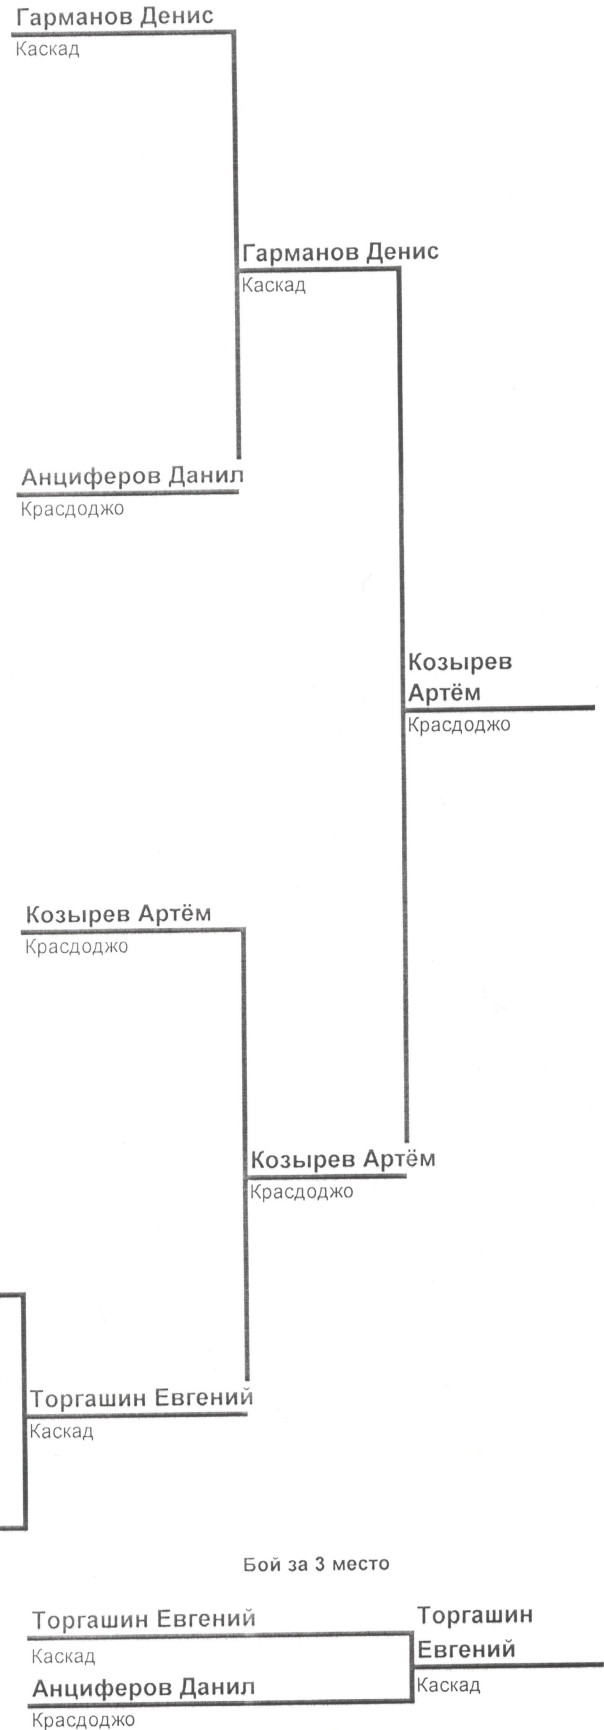 Гарманов Денис
Каскад
Гарманов Денис
Каскад
Анциферов Данил
Красдоджо
Козырев
Артём
Красдоджо
Козырев Артём
Красдоджо
Козырев Артём
Красдоджо
Торгашин Евгений
Каскад
Бой за 3 место
Торгашин Евгений
Каскад
Анциферов Данил
Красдоджо
Торгашин
Евгений
Каскад